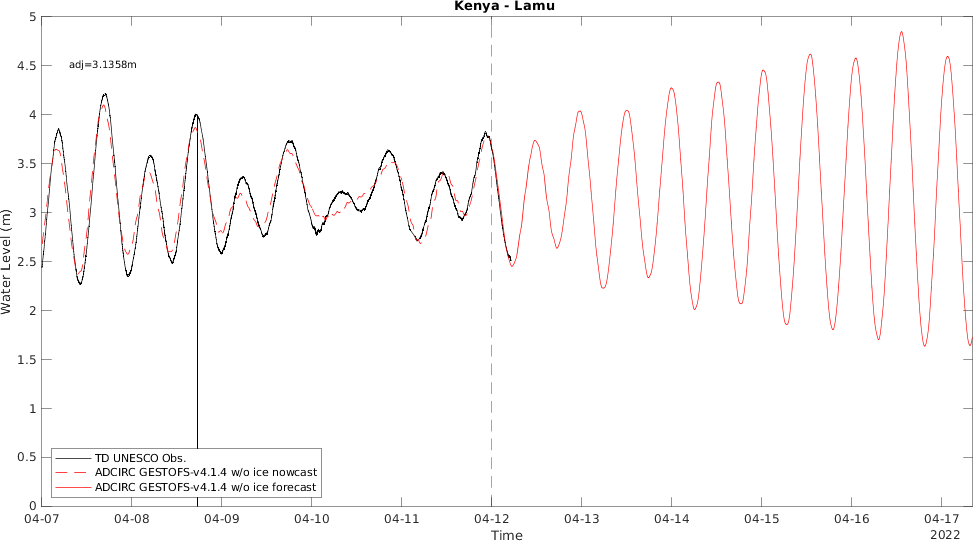 Kenya - Lamu
adj=3.1358m
5
4.5
4
3.5
3
2.5
2
1.5
1
0.5
0
Water Level (m)
TD UNESCO Obs.
ADCIRC GESTOFS-v4.1.4 w/o ice nowcast
ADCIRC GESTOFS-v4.1.4 w/o ice forecast
04-07 04-08 04-09 04-10 04-11 04-12 04-13 04-14 04-15 04-16 04-17
Time
2022